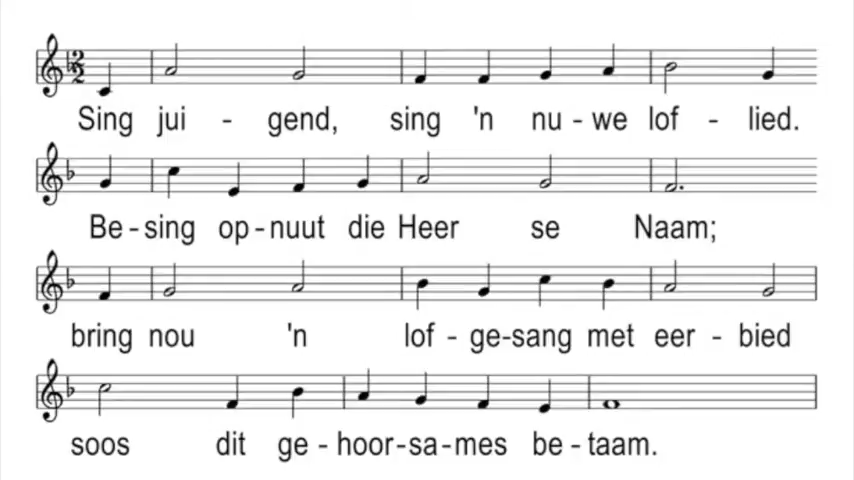 Sing jui - gend, sing 'n nu - we lof - lied.
Be - sing op - nuut die Heer se Naam;
bring nou 'n lof - ge - sang met eer - bied
soos dit ge - hoor - sa - mes be - taam.